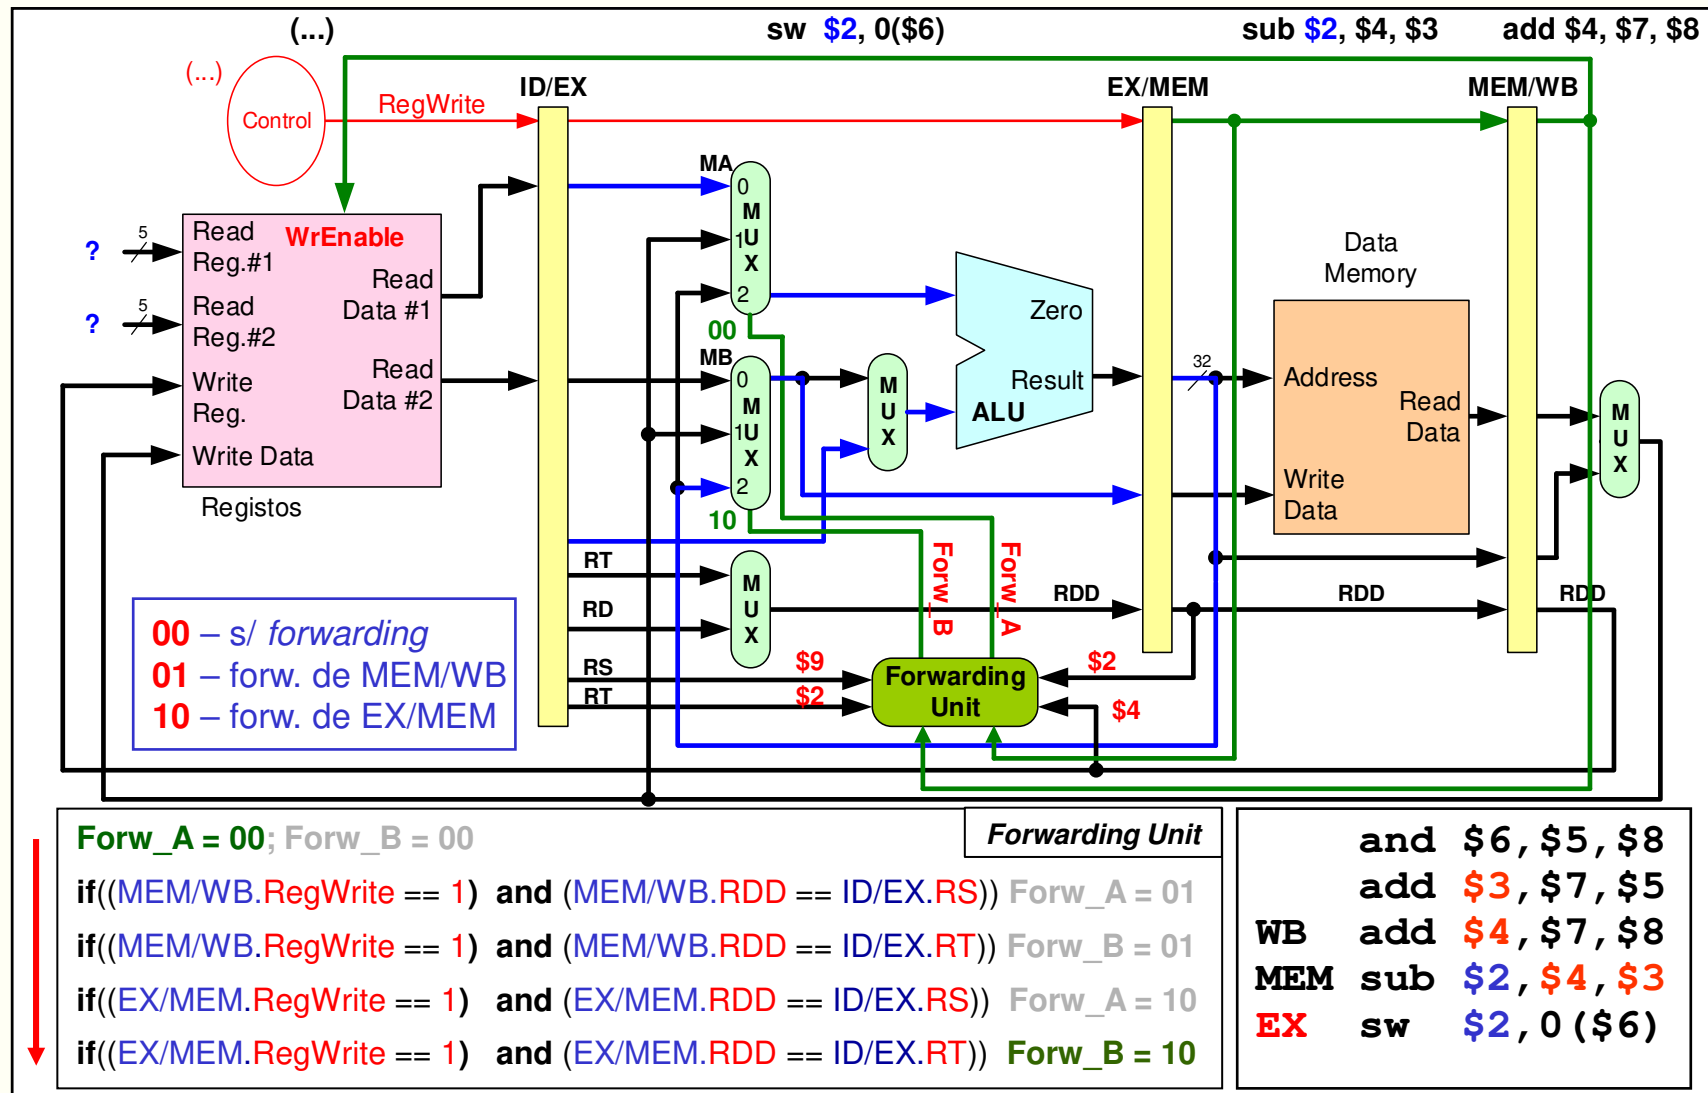 (...)
sw $2, 0($6)
sub $2, $4, $3
add $4, $7, $8
(...)
Control
RegWrite
ID/EX
EX/MEM
MEM/WB
MA
0
M
U
X
1
2
00
5
?
Read
Reg.#1
WrEnable
Read
Data #1
5
?
Read
Reg.#2
Write
Reg.
Read
Data #2
Write Data
Registos
MB
0
M
U
X
1
2
10
M
U
X
Zero
Result
ALU
32
Data
Memory
Address
Read
Data
Write
Data
M
U
X
RT
RD
M
U
X
RDD
RDD
RDD
Forw_B
Forw_A
RS
$9
RT
$2
Forwarding
Unit
$2
$4
00 – s/ forwarding
01 – forw. de MEM/WB
10 – forw. de EX/MEM
Forw_A = 00; Forw_B = 00
Forwarding Unit
if((MEM/WB.RegWrite == 1) and (MEM/WB.RDD == ID/EX.RS)) Forw_A = 01
if((MEM/WB.RegWrite == 1) and (MEM/WB.RDD == ID/EX.RT)) Forw_B = 01
if((EX/MEM.RegWrite == 1) and (EX/MEM.RDD == ID/EX.RS)) Forw_A = 10
if((EX/MEM.RegWrite == 1) and (EX/MEM.RDD == ID/EX.RT)) Forw_B = 10
and $6,$5,$8
add $3,$7,$5
WB add $4,$7,$8
MEM sub $2,$4,$3
EX sw $2,0($6)